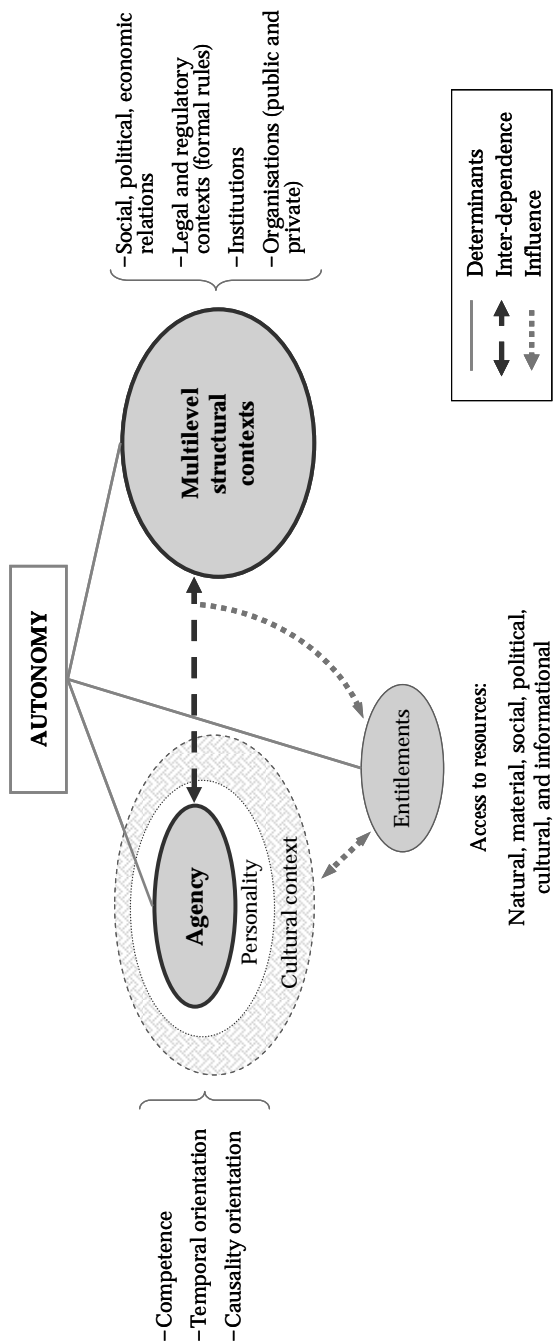 AUTONOMY
–Competence
–Temporal orientation
–Causality orientation
Agency
Personality
Cultural context
Multilevel
structural
contexts
–Social, political, economic
relations
–Legal and regulatory
contexts (formal rules)
–Institutions
–Organisations (public and
private)
Entitlements
Access to resources:
Natural, material, social, political,
cultural, and informational
Determinants
Inter-dependence
Influence